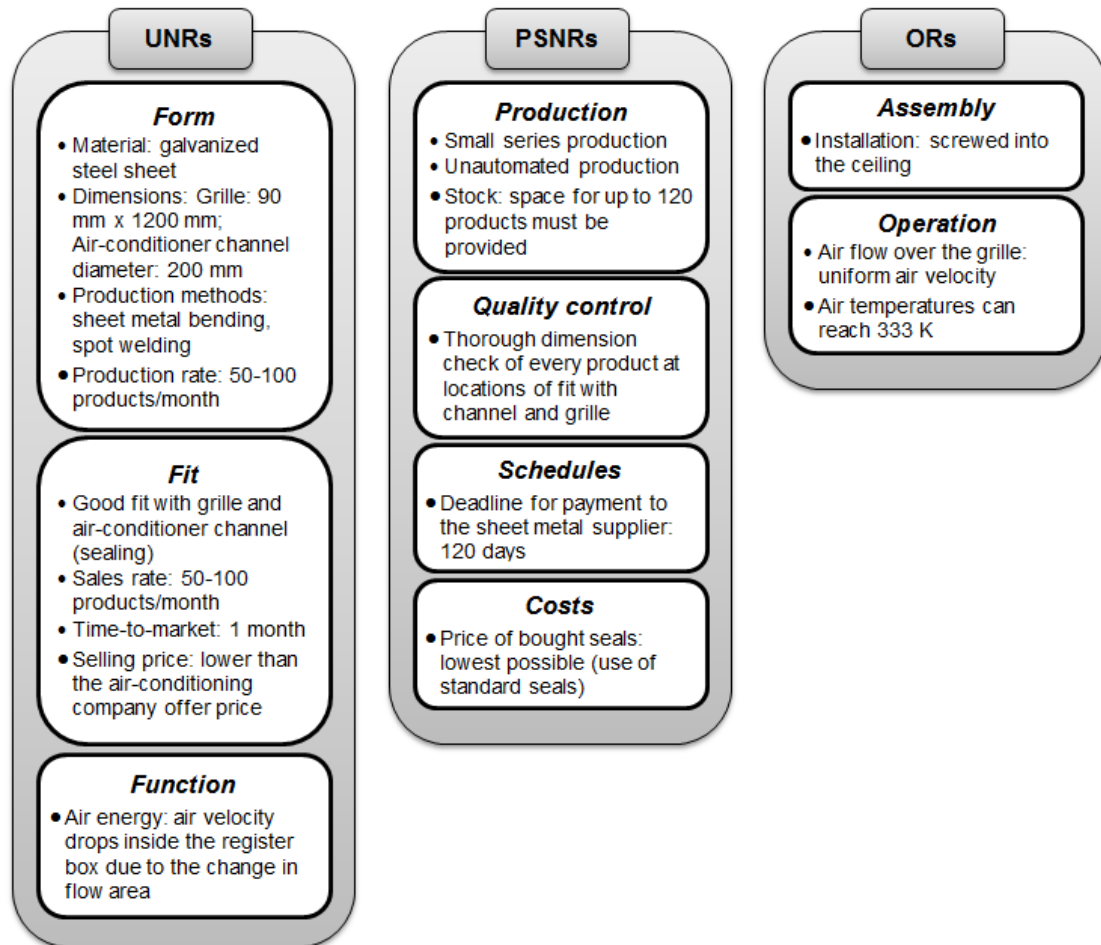 UNRs
Form
• Material: galvanized
steel sheet
• Dimensions: Grille: 90
mm x 1200 mm;
Air-conditioner channel
diameter: 200 mm
• Production methods:
sheet metal bending,
spot welding
• Production rate: 50-100
products/month
Fit
• Good fit with grille and
air-conditioner channel
(sealing)
• Sales rate: 50-100
products/month
• Time-to-market: 1 month
• Selling price: lower than
the air-conditioning
company offer price
Function
• Air energy: air velocity
drops inside the register
box due to the change in
flow area
PSNRs
Production
• Small series production
• Unautomated production
• Stock: space for up to 120
products must be
provided
Quality control
• Thorough dimension
check of every product at
locations of fit with
channel and grille
Schedules
• Deadline for payment to
the sheet metal supplier:
120 days
Costs
• Price of bought seals:
lowest possible (use of
standard seals)
ORs
Assembly
• Installation: screwed into
the ceiling
Operation
• Air flow over the grille:
uniform air velocity
• Air temperatures can
reach 333 K